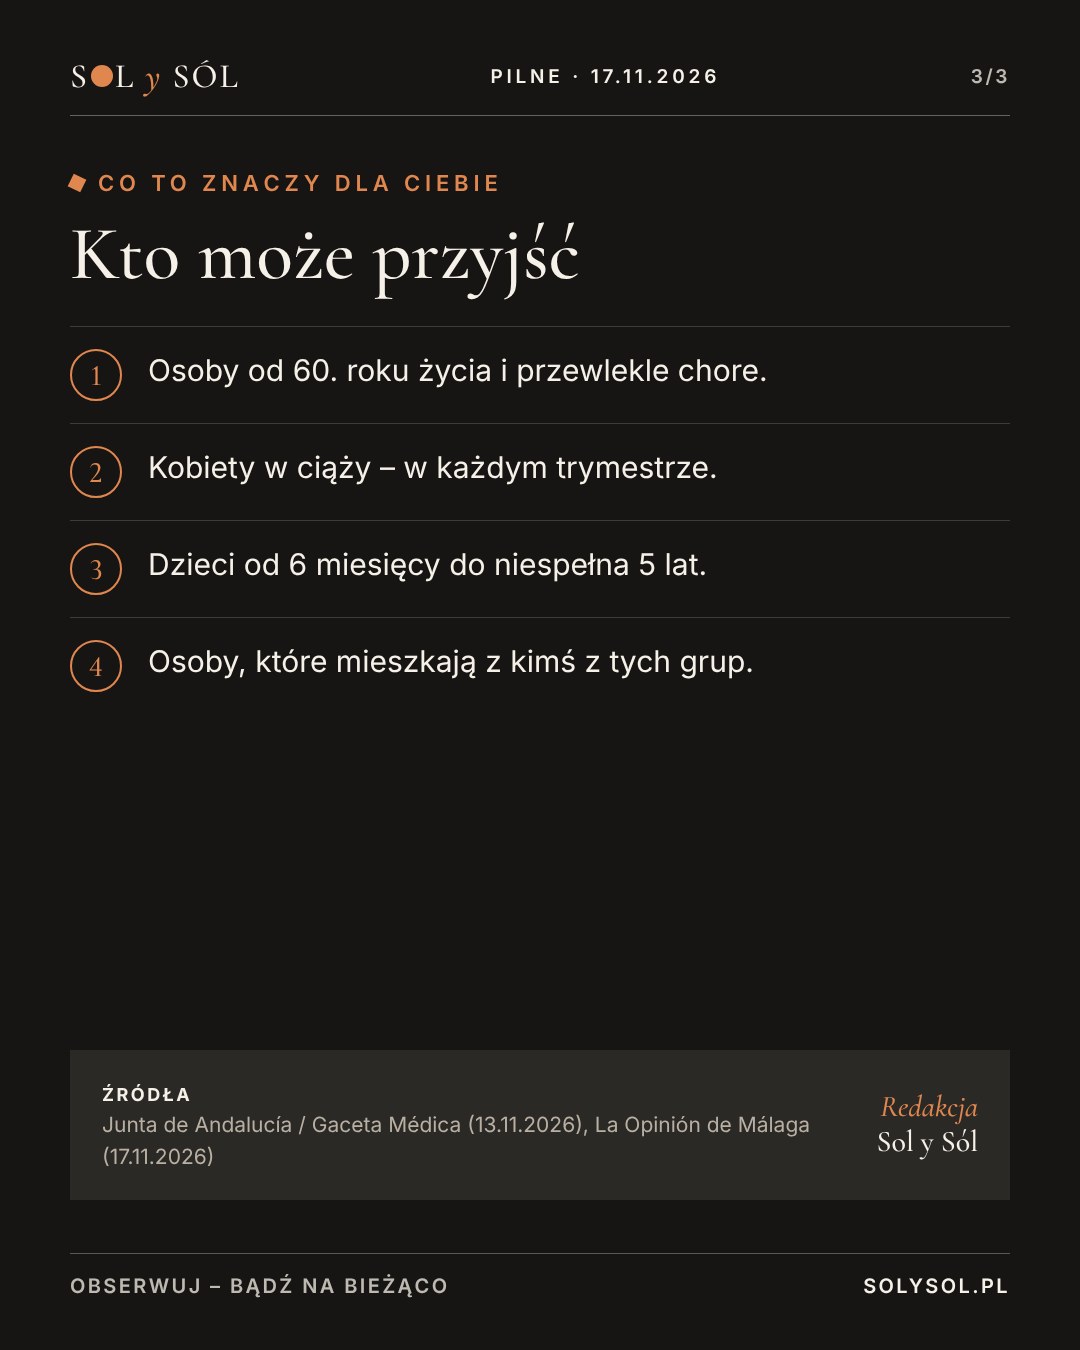 SOL y SÓL
PILNE · 17.11.2026
3/3
CO TO ZNACZY DLA CIEBIE
Kto może przyjść
1 Osoby od 60. roku życia i przewlekle chore.
2 Kobiety w ciąży – w każdym trymestrze.
3 Dzieci od 6 miesięcy do niespełna 5 lat.
4 Osoby, które mieszkają z kimś z tych grup.
ŹRÓDŁA
Junta de Andalucía / Gaceta Médica (13.11.2026), La Opinión de Málaga
(17.11.2026)
Redakcja
Sol y Sól
OBSERWUJ – BĄDŹ NA BIEŻĄCO
SOLYSOL.PL